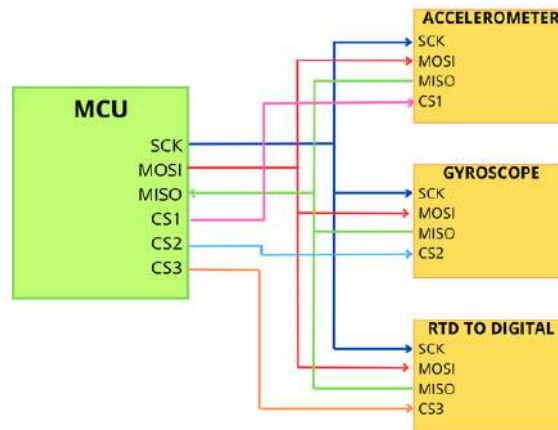 MCU
SCK
MOSI
MISO
CS1
CS2
CS3
ACCELEROMETER
SCK
MOSI
MISO
CS1
GYROSCOPE
SCK
MOSI
MISO
CS2
RTD TO DIGITAL
SCK
MOSI
MISO
CS3